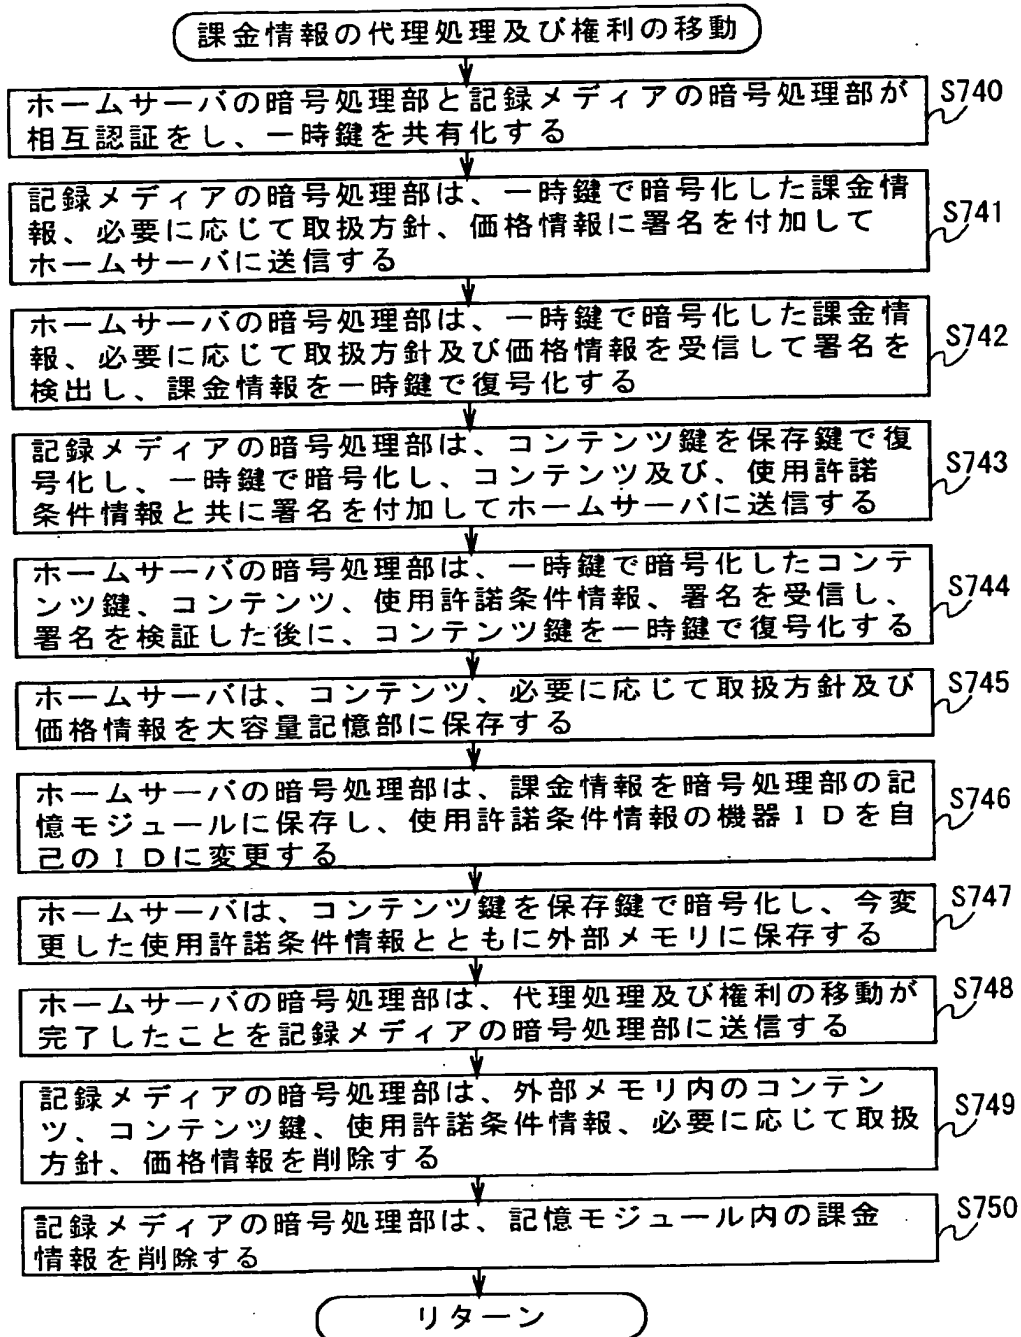 課金情報の代理処理及び権利の移動
ホームサーバの暗号処理部と記録メディアの暗号処理部が
相互認証をし、一時鍵を共有化する
S740
記録メディアの暗号処理部は、一時鍵で暗号化した課金情
報、必要に応じて取扱方針、価格情報に署名を付加して
ホームサーバに送信する
S741
ホームサーバの暗号処理部は、一時鍵で暗号化した課金情
報、必要に応じて取扱方針及び価格情報を受信して署名を
検出し、課金情報を一時鍵で復号化する
S742
記録メディアの暗号処理部は、コンテンツ鍵を保存鍵で復
号化し、一時鍵で暗号化し、コンテンツ及び、使用許諾
条件情報と共に署名を付加してホームサーバに送信する
S743
ホームサーバの暗号処理部は、一時鍵で暗号化したコンテ
ンツ鍵、コンテンツ、使用許諾条件情報、署名を受信し、
署名を検証した後に、コンテンツ鍵を一時鍵で復号化する
S744
ホームサーバは、コンテンツ、必要に応じて取扱方針及び
価格情報を大容量記憶部に保存する
S745
ホームサーバの暗号処理部は、課金情報を暗号処理部の記
憶モジュールに保存し、使用許諾条件情報の機器IDを自
己のIDに変更する
S746
ホームサーバは、コンテンツ鍵を保存鍵で暗号化し、今変
更した使用許諾条件情報とともに外部メモリに保存する
S747
ホームサーバの暗号処理部は、代理処理及び権利の移動が
完了したことを記録メディアの暗号処理部に送信する
S748
記録メディアの暗号処理部は、外部メモリ内のコンテン
ツ、コンテンツ鍵、使用許諾条件情報、必要に応じて取扱
方針、価格情報を削除する
S749
記録メディアの暗号処理部は、記憶モジュール内の課金
情報を削除する
S750
リターン